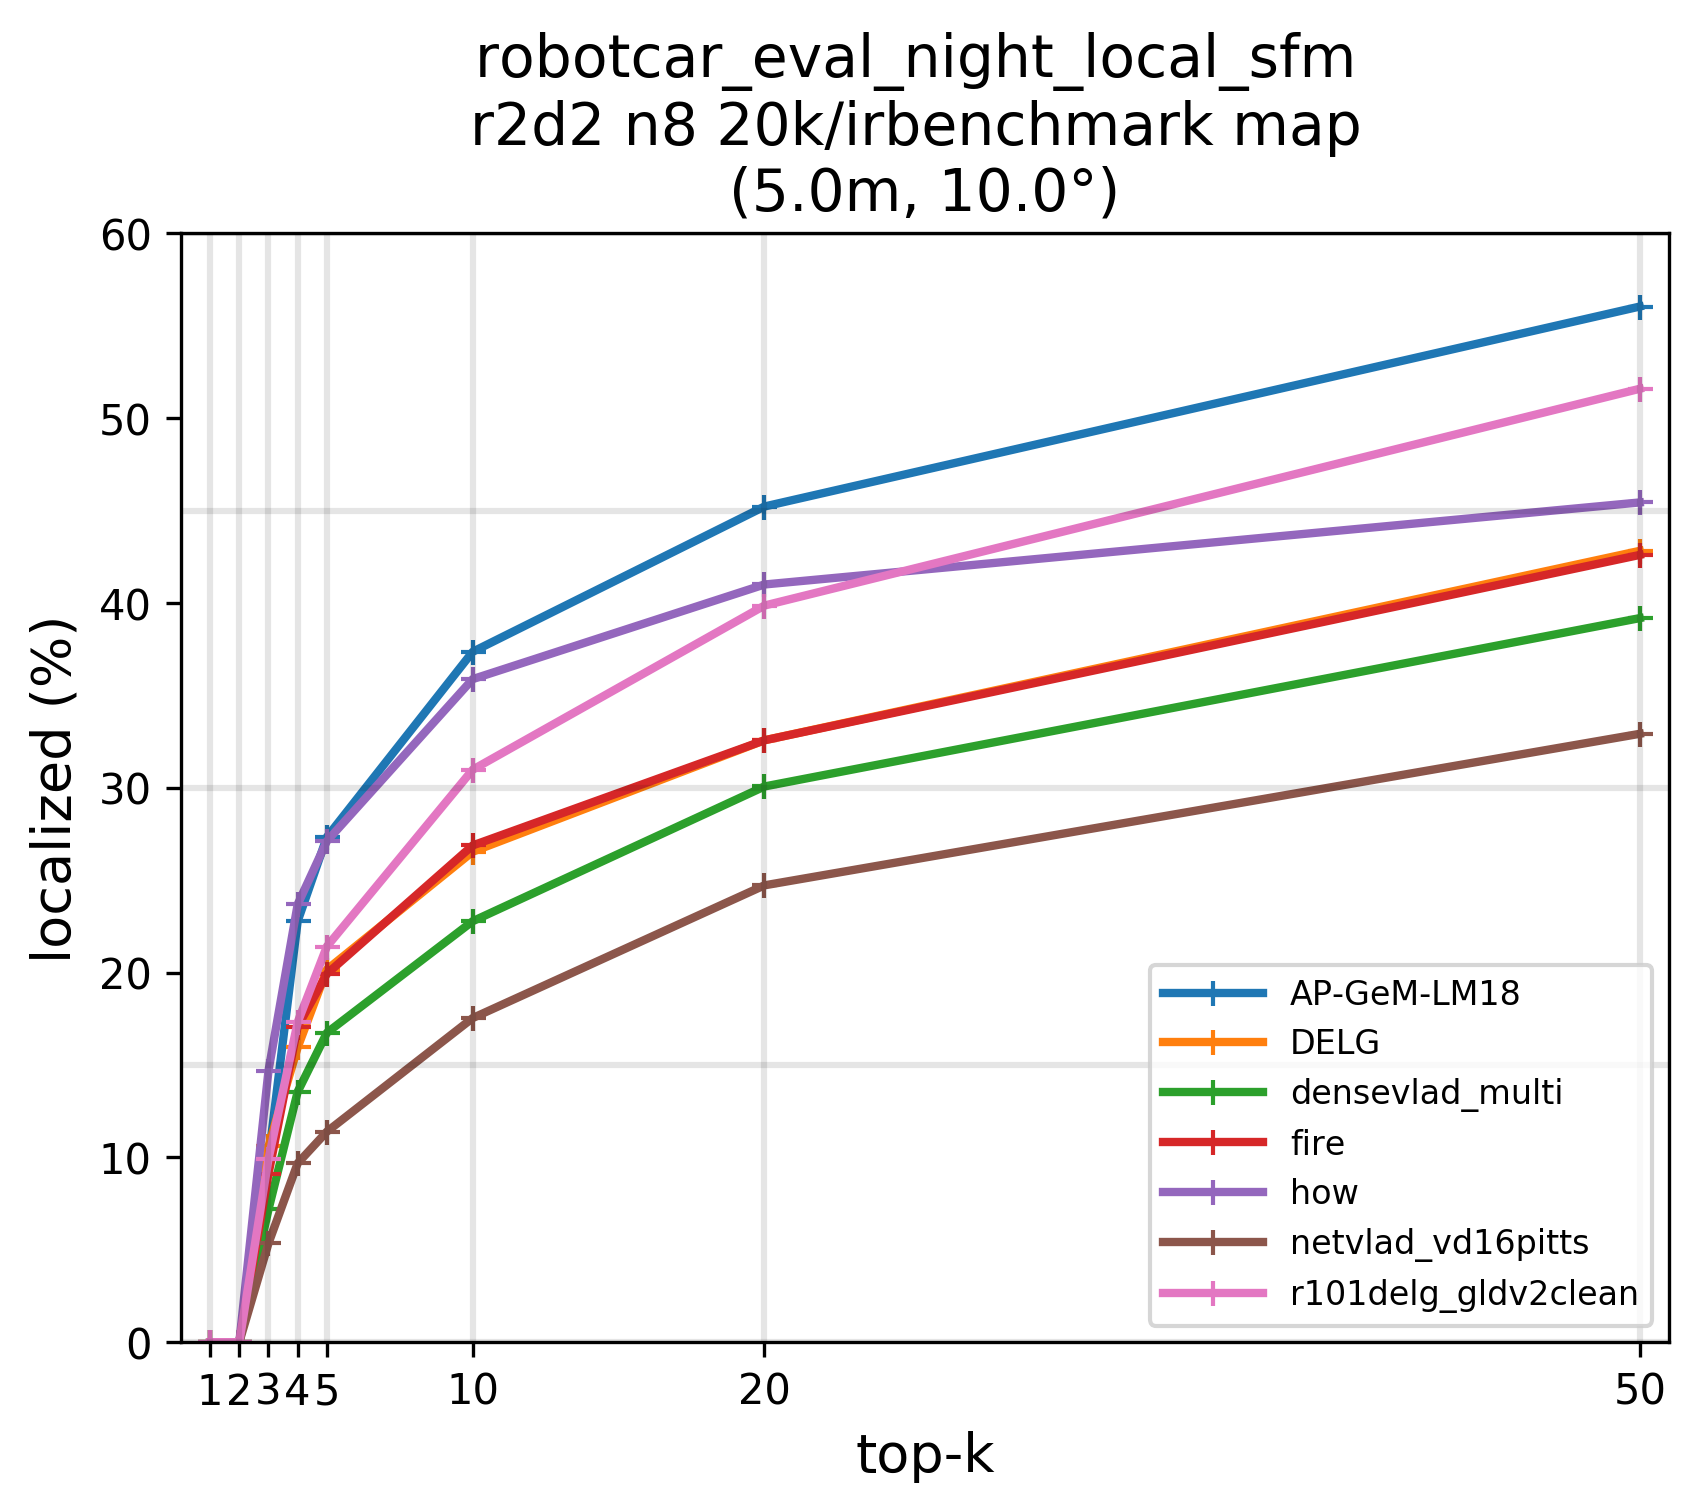 robotcar_eval_night_local_sfm
r2d2 n8 20k/irbenchmark map
(5.0m, 10.0°)
localized (%)
60
50
40
30
20
10
0
1 2 3 4 5 10 20 50
top-k
AP-GeM-LM18
DELG
densevlad_multi
fire
how
netvlad_vd16pitts
r101delg_gldv2clean